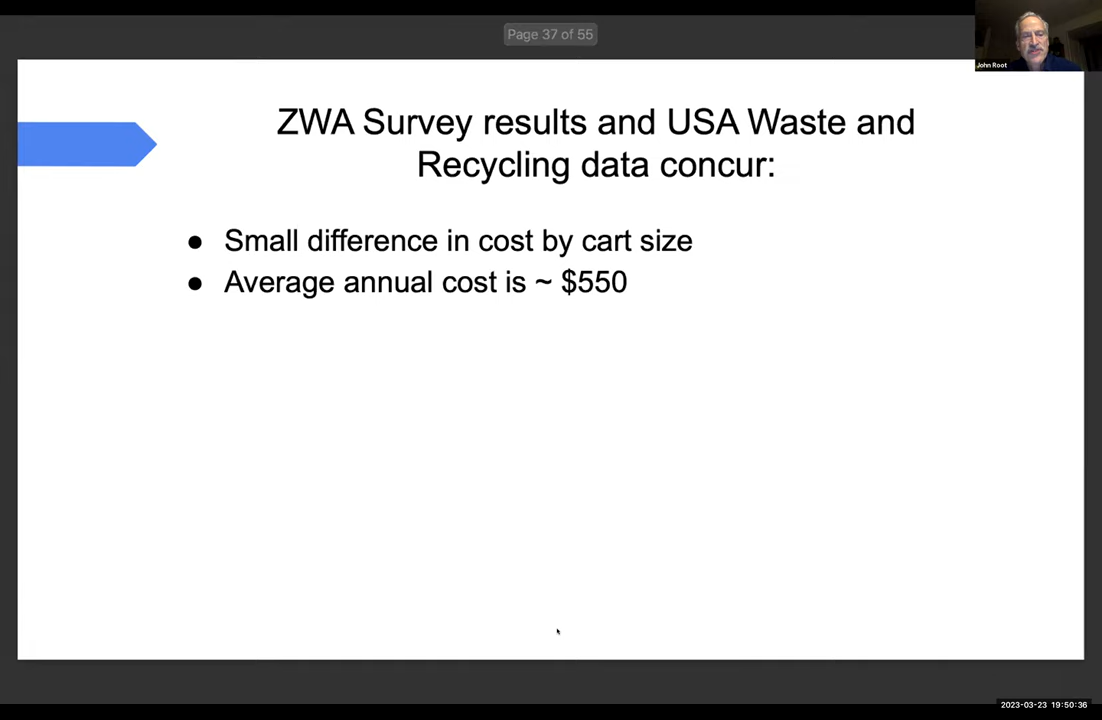 Page 37 of 55
John Root
ZWA Survey results and USA Waste and
Recycling data concur:
● Small difference in cost by cart size
● Average annual cost is ~ $550
2023-03-23 19:50:36